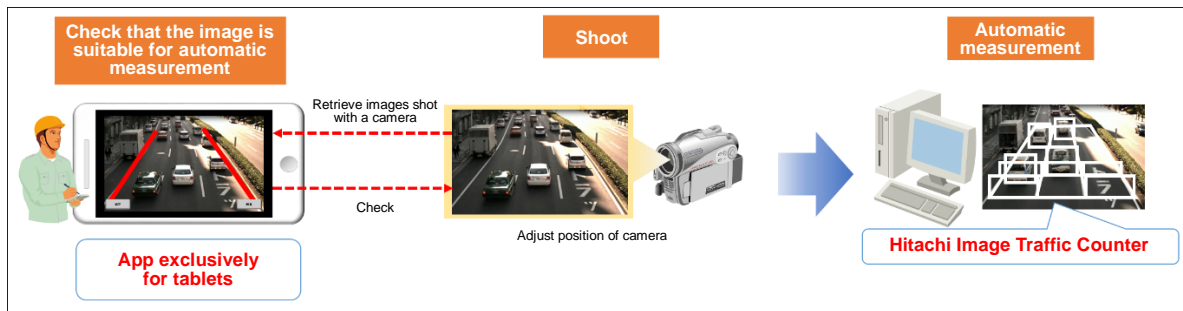 Check that the image is
suitable for automatic
measurement
Shoot
Automatic
measurement
Retrieve images shot
with a camera
Check
Adjust position of camera
App exclusively
for tablets
Hitachi Image Traffic Counter